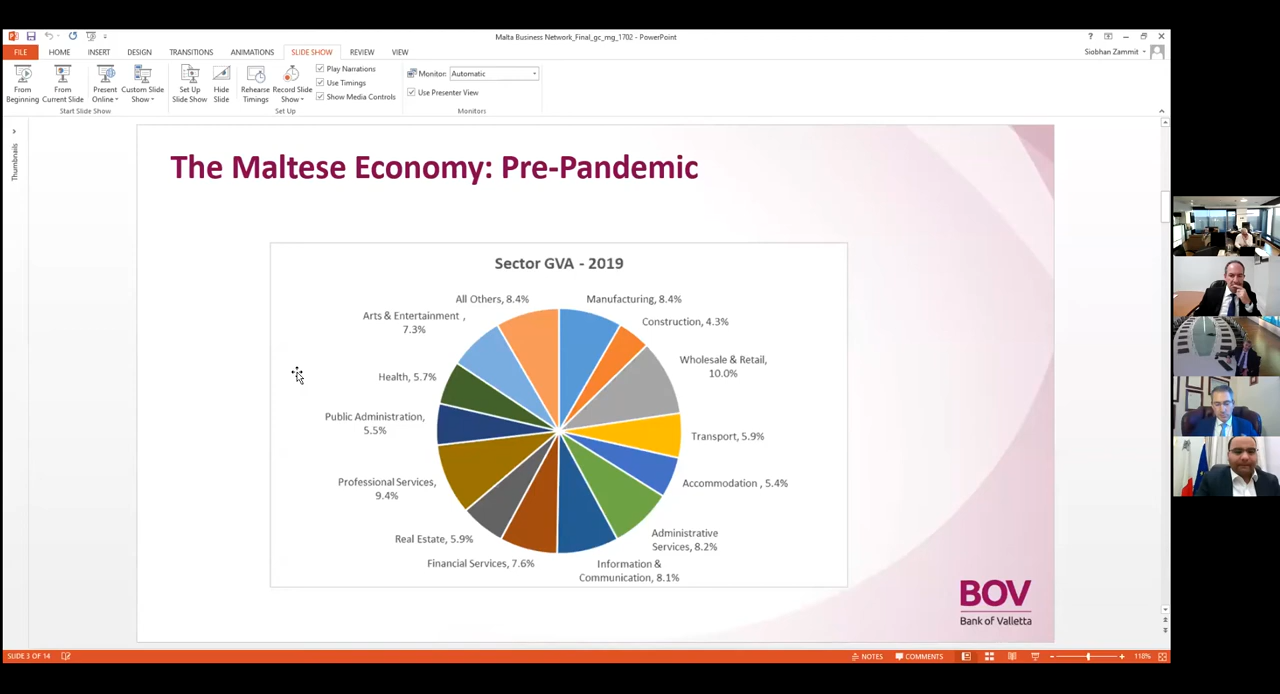 Malta Business Network_Final_gc_mg_1702 - PowerPoint
FILE HOME INSERT DESIGN TRANSITIONS ANIMATIONS SLIDE SHOW REVIEW VIEW
Siobhan Zammit
From Beginning
From Current Slide
Present Online
Custom Slide Show
Start Slide Show
Set Up Slide Show
Hide Slide
Rehearse Timings
Record Slide Show
Play Narrations
Use Timings
Show Media Controls
Set Up
Monitor: Automatic
Use Presenter View
Monitors
Thumbnails
The Maltese Economy: Pre-Pandemic
Sector GVA - 2019
All Others, 8.4%
Manufacturing, 8.4%
Arts & Entertainment ,
7.3%
Construction, 4.3%
Wholesale & Retail,
10.0%
Health, 5.7%
Public Administration,
5.5%
Transport, 5.9%
Professional Services,
9.4%
Accommodation , 5.4%
Real Estate, 5.9%
Administrative
Services, 8.2%
Financial Services, 7.6%
Information &
Communication, 8.1%
BOV
Bank of Valletta
SLIDE 3 OF 14
NOTES COMMENTS 118%